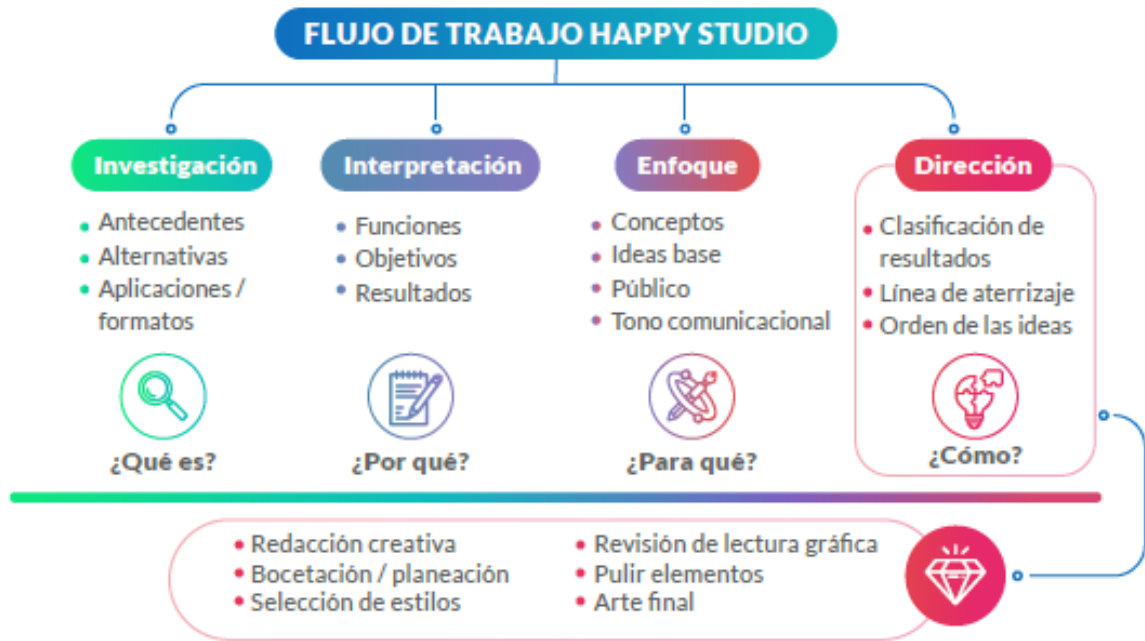 FLUJO DE TRABAJO HAPPY STUDIO
Investigación
Antecedentes
Alternativas
Aplicaciones /
formatos
¿Qué es?
Interpretación
Funciones
Objetivos
Resultados
¿Por qué?
Enfoque
Conceptos
Ideas base
Público
Tono comunicacional
¿Para qué?
Dirección
Clasificación de
resultados
Línea de aterrizaje
Orden de las ideas
¿Cómo?
Redacción creativa
Bocetación / planeación
Selección de estilos
Revisión de lectura gráfica
Pulir elementos
Arte final